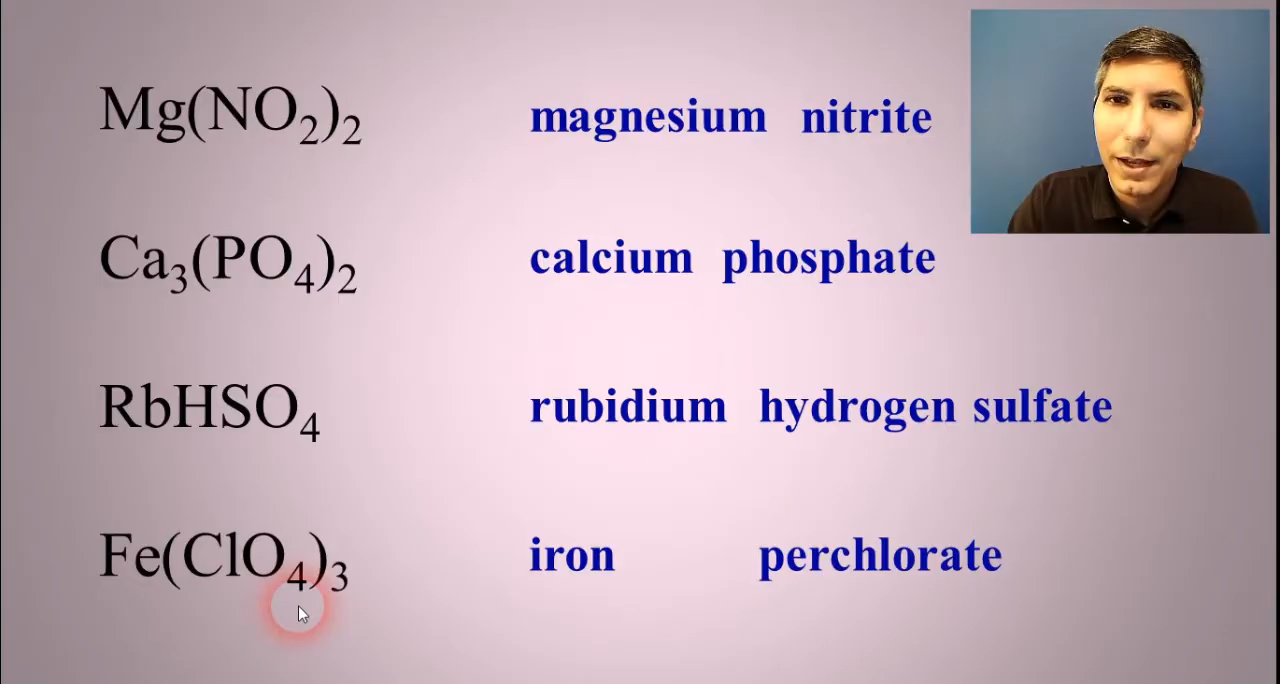 Mg(NO₂)₂ magnesium nitrite
Ca₃(PO₄)₂ calcium phosphate
RbHSO₄ rubidium hydrogen sulfate
Fe(ClO₄)₃ iron perchlorate